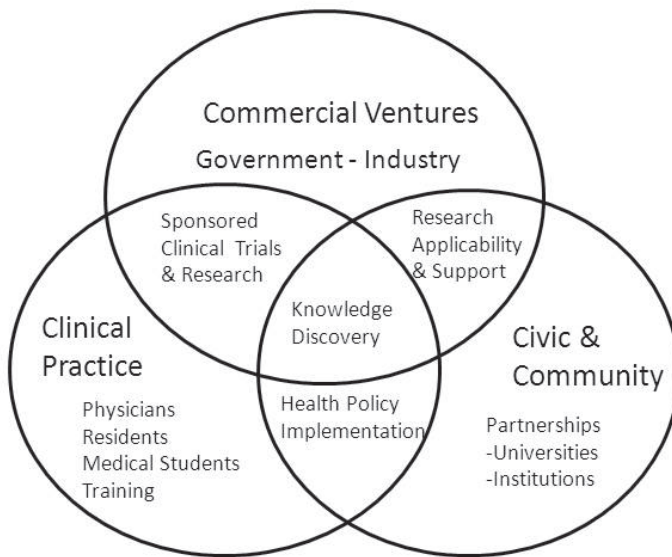 Commercial Ventures
Government - Industry
Sponsored
Clinical Trials
& Research
Research
Applicability
& Support
Knowledge
Discovery
Clinical
Practice
Physicians
Residents
Medical Students
Training
Health Policy
Implementation
Civic &
Community
Partnerships
-Universities
-Institutions